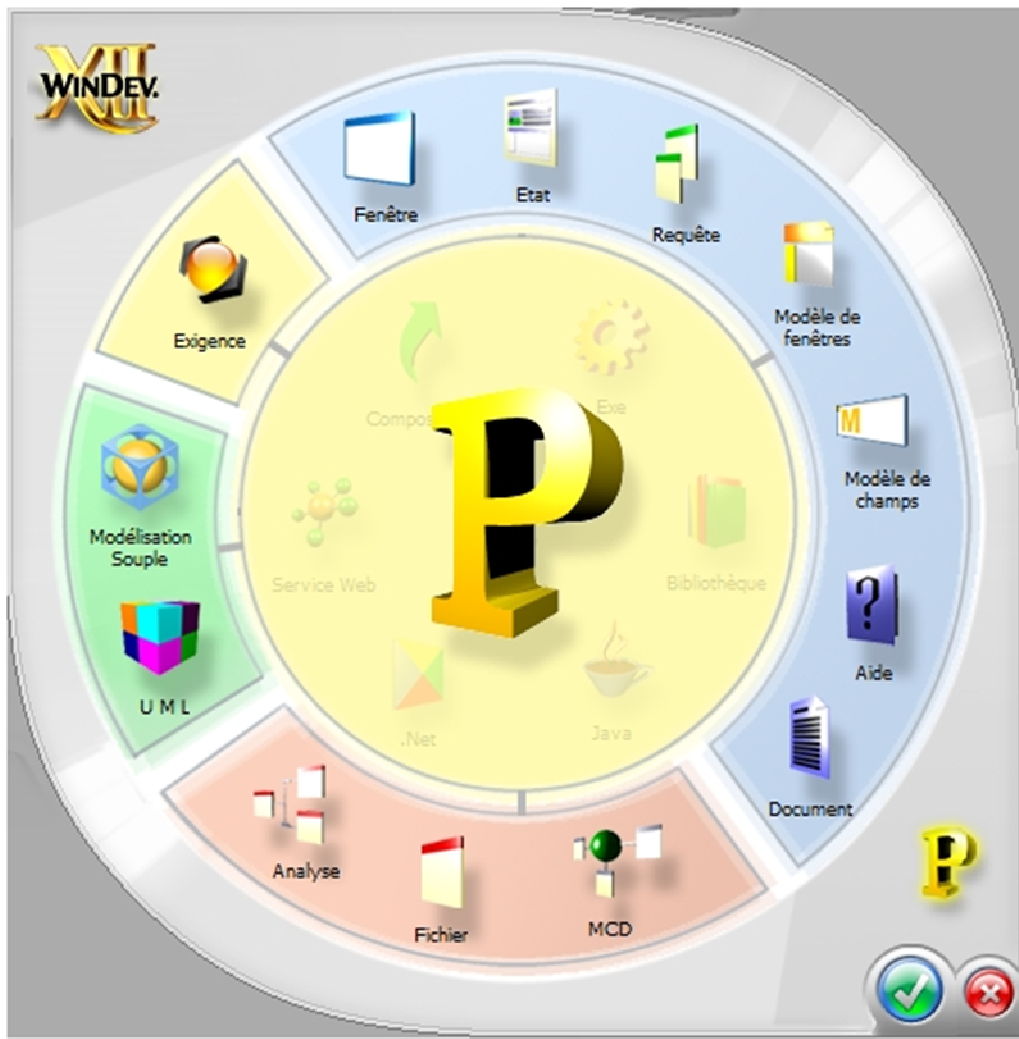 XII
WINDEV.
Fenêtre
Etat
Requête
Modèle de
fenêtres
Exigence
Exe
Modèle de
champs
Modélisation
Souple
Service Web
Bibliothèque
Aide
U M L
.Net
Java
Document
Analyse
Fichier
MCD
P
P
M
?